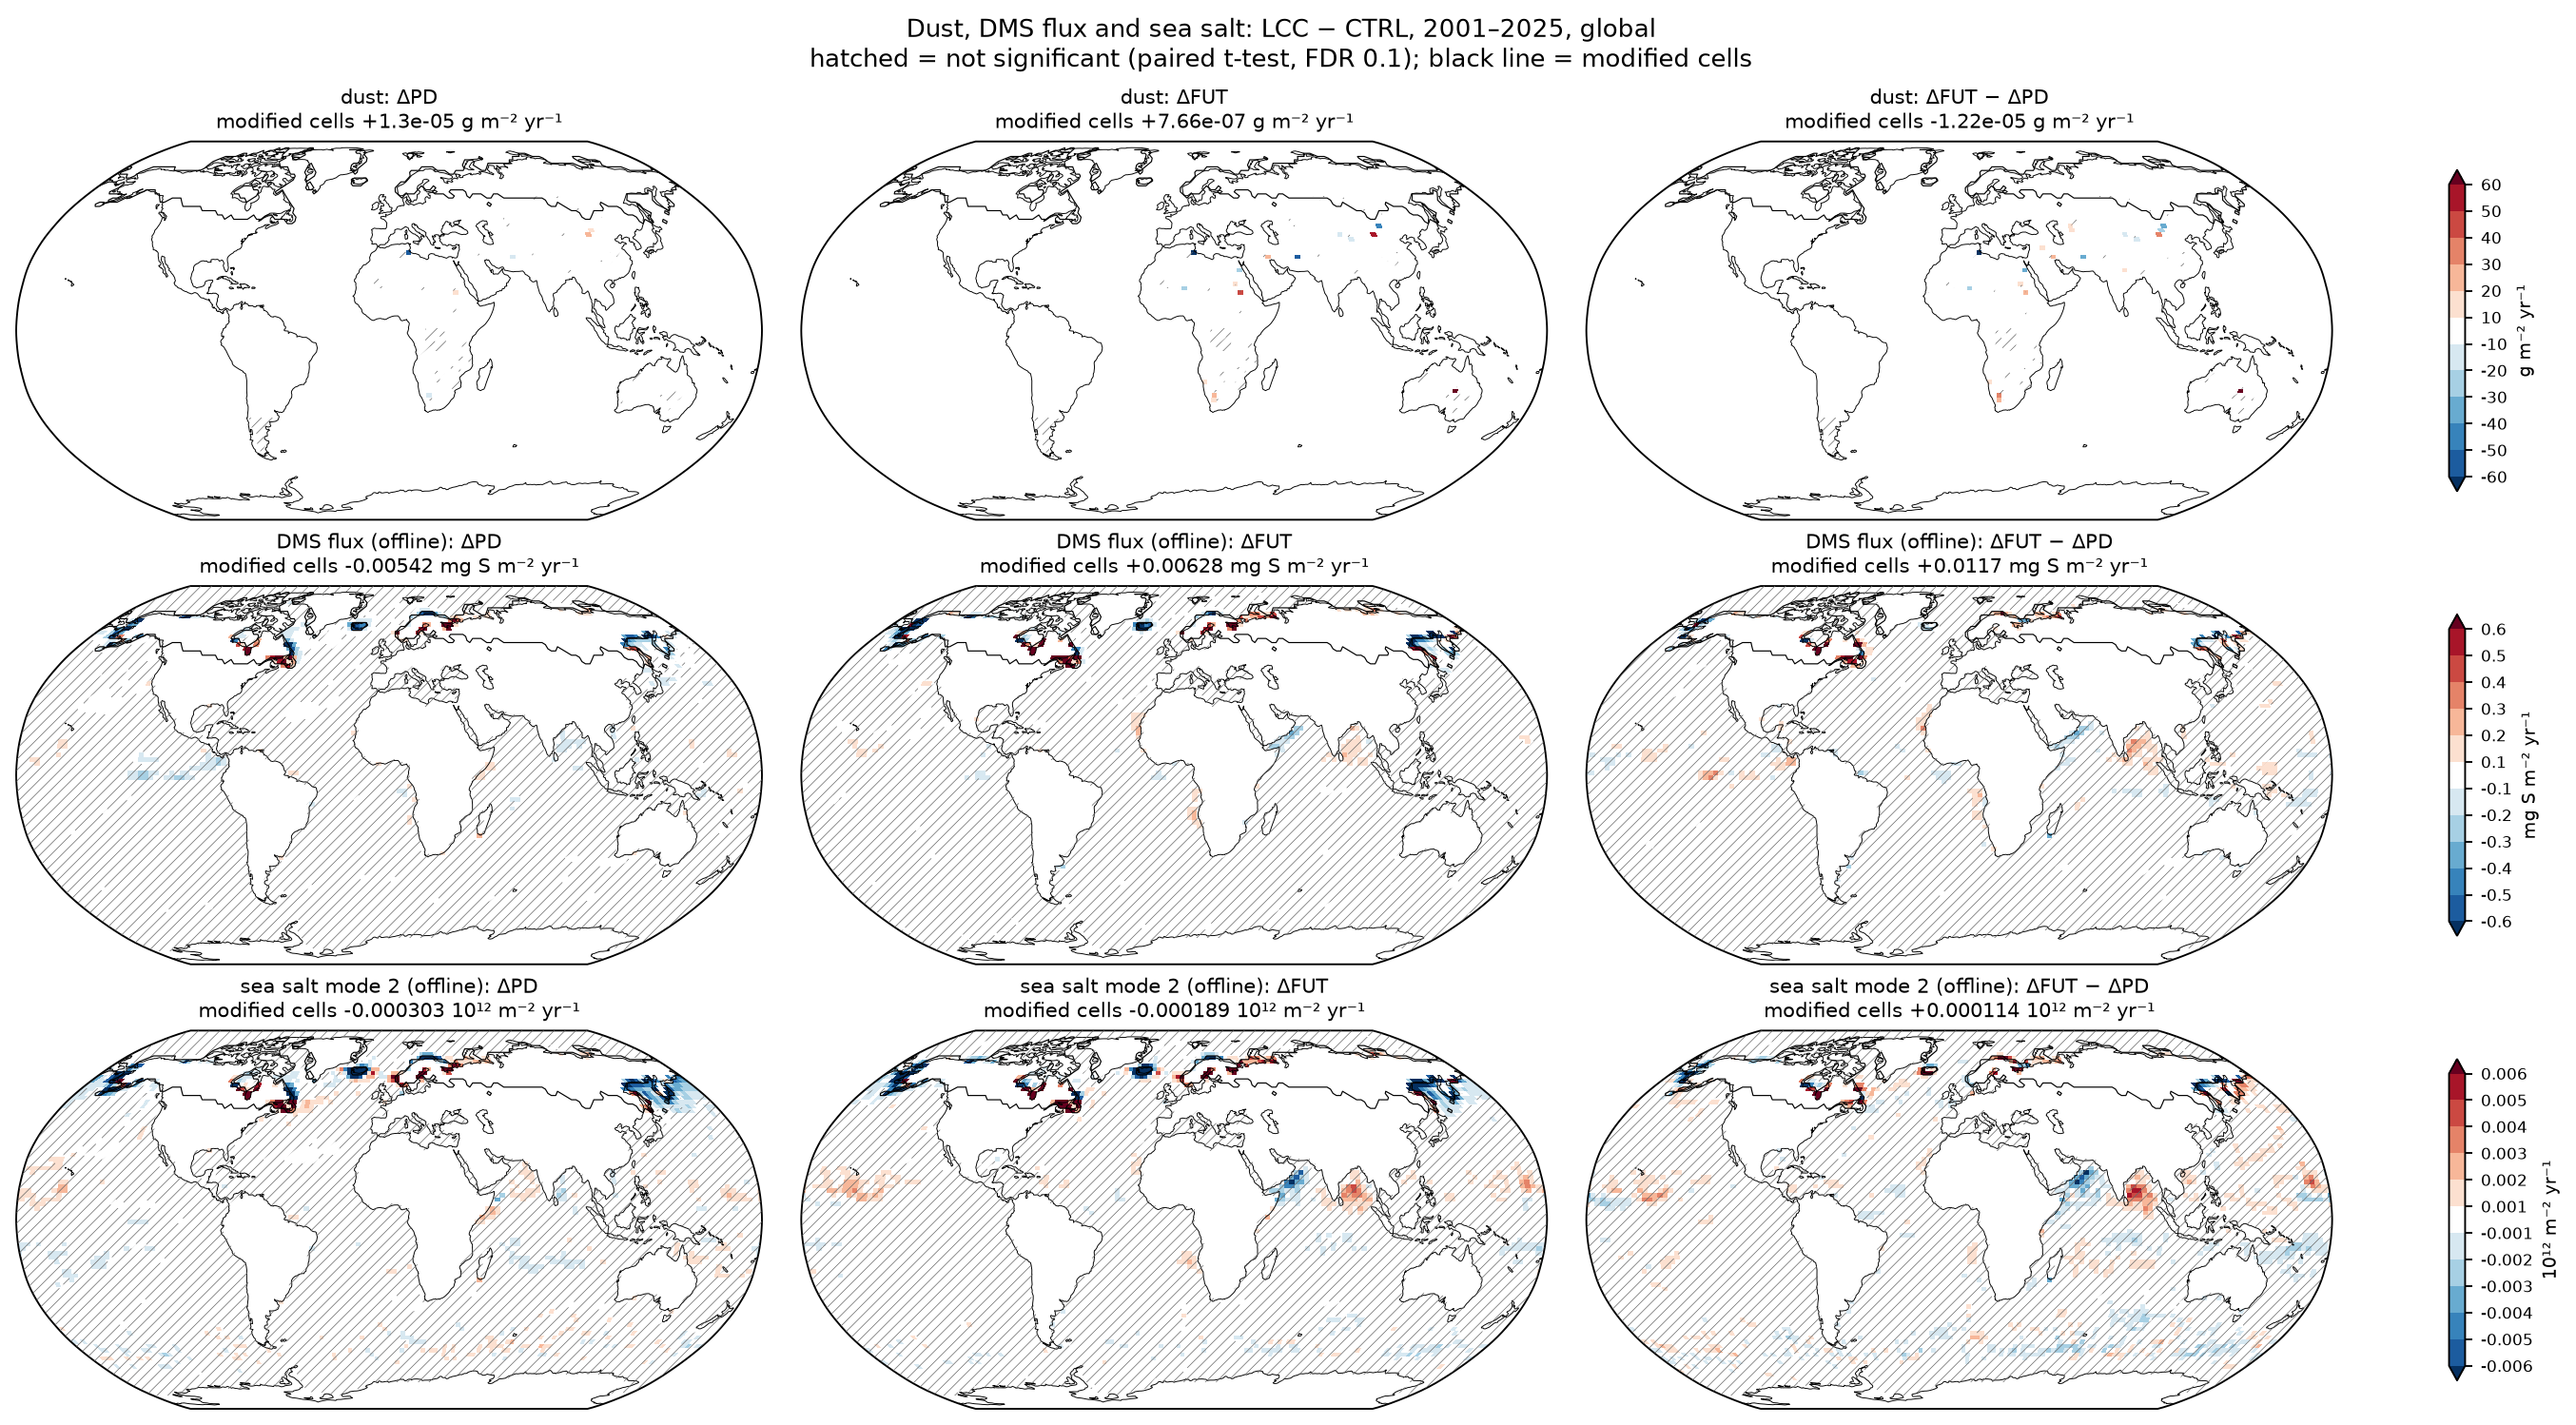 Dust, DMS flux and sea salt: LCC − CTRL, 2001–2025, global
hatched = not significant (paired t-test, FDR 0.1); black line = modified cells
dust: ΔPD
modified cells +1.3e-05 g m⁻² yr⁻¹
dust: ΔFUT
modified cells +7.66e-07 g m⁻² yr⁻¹
dust: ΔFUT − ΔPD
modified cells -1.22e-05 g m⁻² yr⁻¹
60
50
40
30
20
10
-10
-20
-30
-40
-50
-60
g m⁻² yr⁻¹
DMS flux (offline): ΔPD
modified cells -0.00542 mg S m⁻² yr⁻¹
DMS flux (offline): ΔFUT
modified cells +0.00628 mg S m⁻² yr⁻¹
DMS flux (offline): ΔFUT − ΔPD
modified cells +0.0117 mg S m⁻² yr⁻¹
0.6
0.5
0.4
0.3
0.2
0.1
-0.1
-0.2
-0.3
-0.4
-0.5
-0.6
mg S m⁻² yr⁻¹
sea salt mode 2 (offline): ΔPD
modified cells -0.000303 10¹² m⁻² yr⁻¹
sea salt mode 2 (offline): ΔFUT
modified cells -0.000189 10¹² m⁻² yr⁻¹
sea salt mode 2 (offline): ΔFUT − ΔPD
modified cells +0.000114 10¹² m⁻² yr⁻¹
0.006
0.005
0.004
0.003
0.002
0.001
-0.001
-0.002
-0.003
-0.004
-0.005
-0.006
10¹² m⁻² yr⁻¹